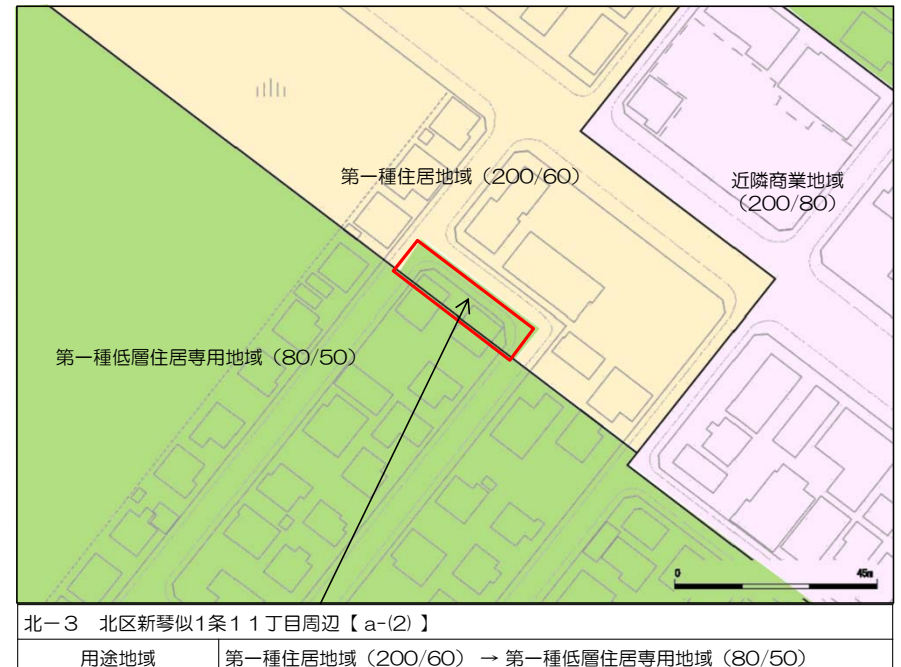 第一種住居地域（200/60）
近隣商業地域
（200/80）
第一種低層住居専用地域（80/50）
0 45m
北－３ 北区新琴似1条１１丁目周辺【 a-(2) 】
用途地域 第一種住居地域（200/60） → 第一種低層住居専用地域（80/50）